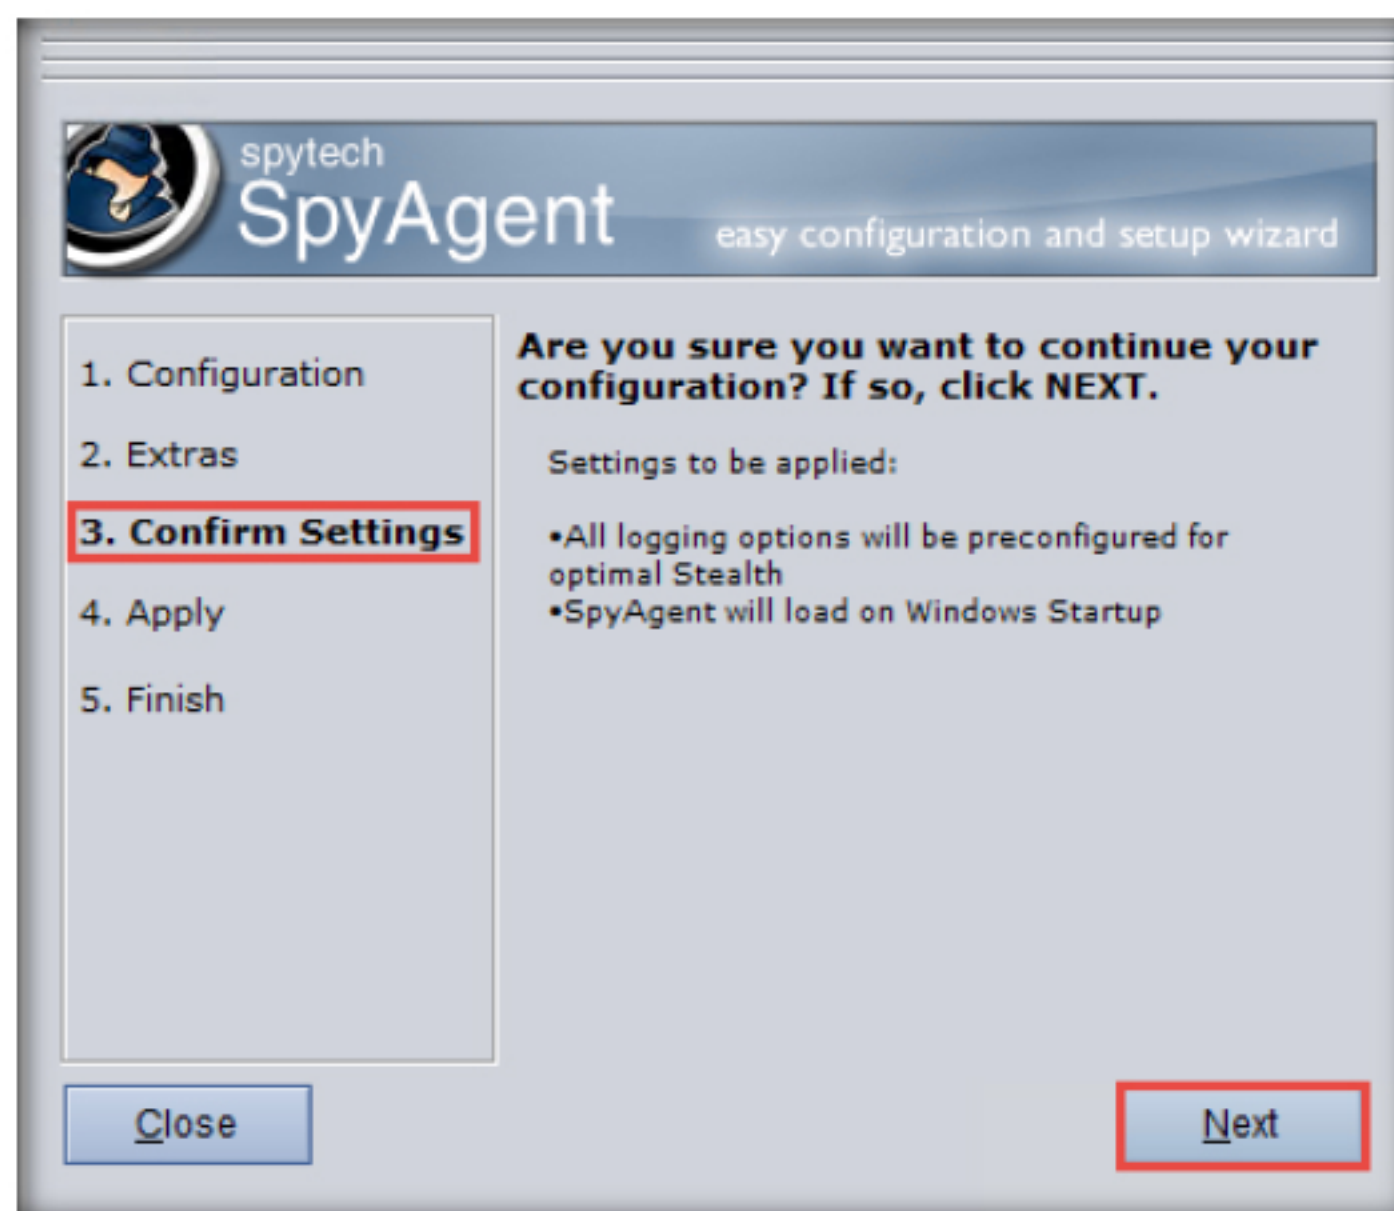 spytech
SpyAgent
easy configuration and setup wizard
1. Configuration
2. Extras
3. Confirm Settings
4. Apply
5. Finish
Are you sure you want to continue your
configuration? If so, click NEXT.
Settings to be applied:
•All logging options will be preconfigured for
optimal Stealth
•SpyAgent will load on Windows Startup
Close
Next